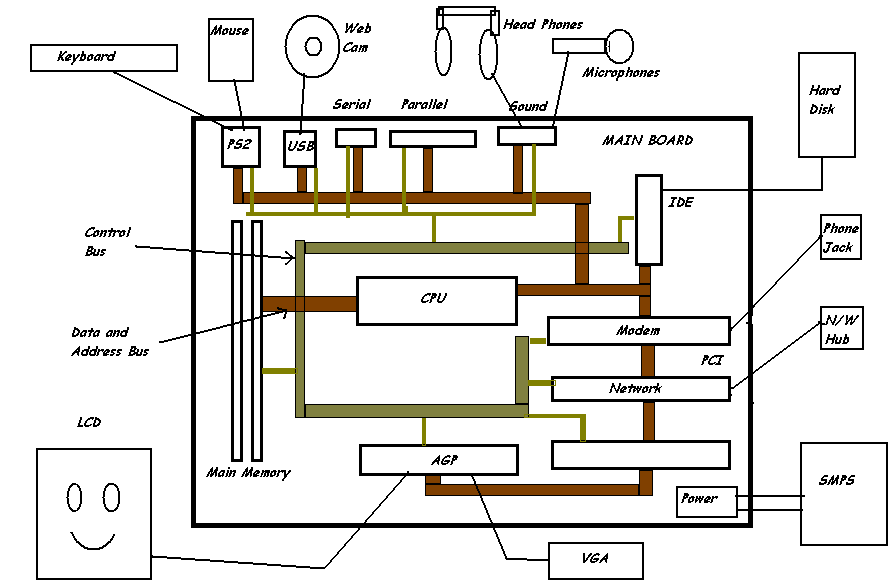 Mouse
Web
Cam
Head Phones
Keyboard
Microphones
Hard
Disk
Serial
Parallel
Sound
MAIN BOARD
PS2
USB
IDE
Control
Bus
Phone
Jack
CPU
N/W
Hub
Data and
Address Bus
Modem
PCI
Network
LCD
AGP
Main Memory
SMPS
Power
VGA